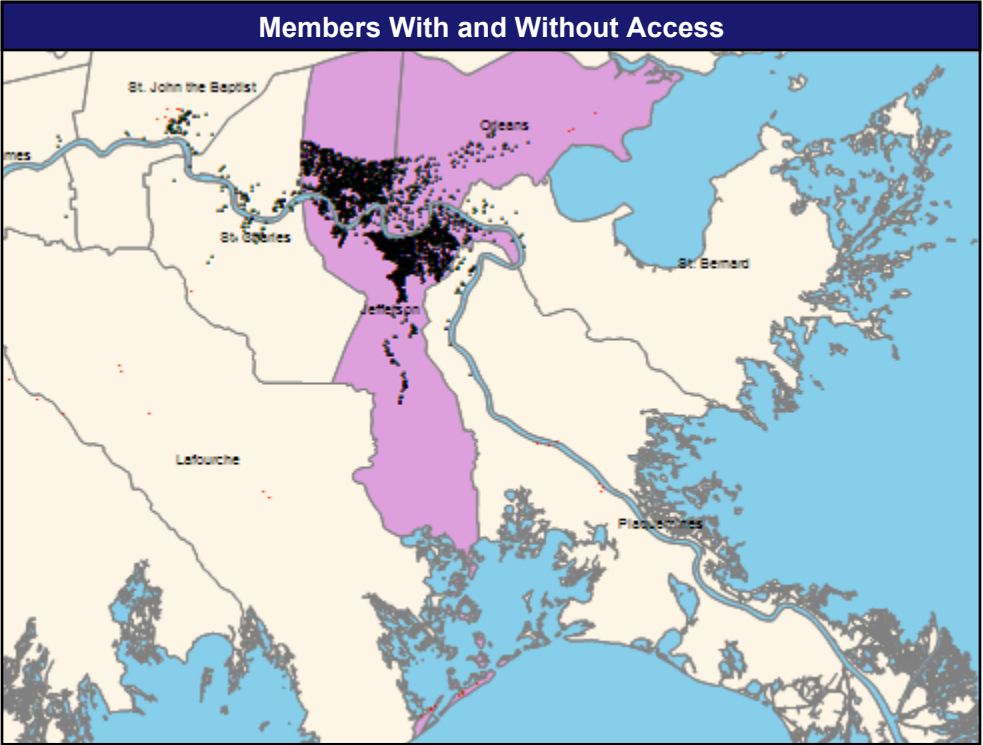 Members With and Without Access
St. John the Baptist
Orleans
mes
St. Charles
St. Bernard
Jefferson
Lafourche
Plaquemines